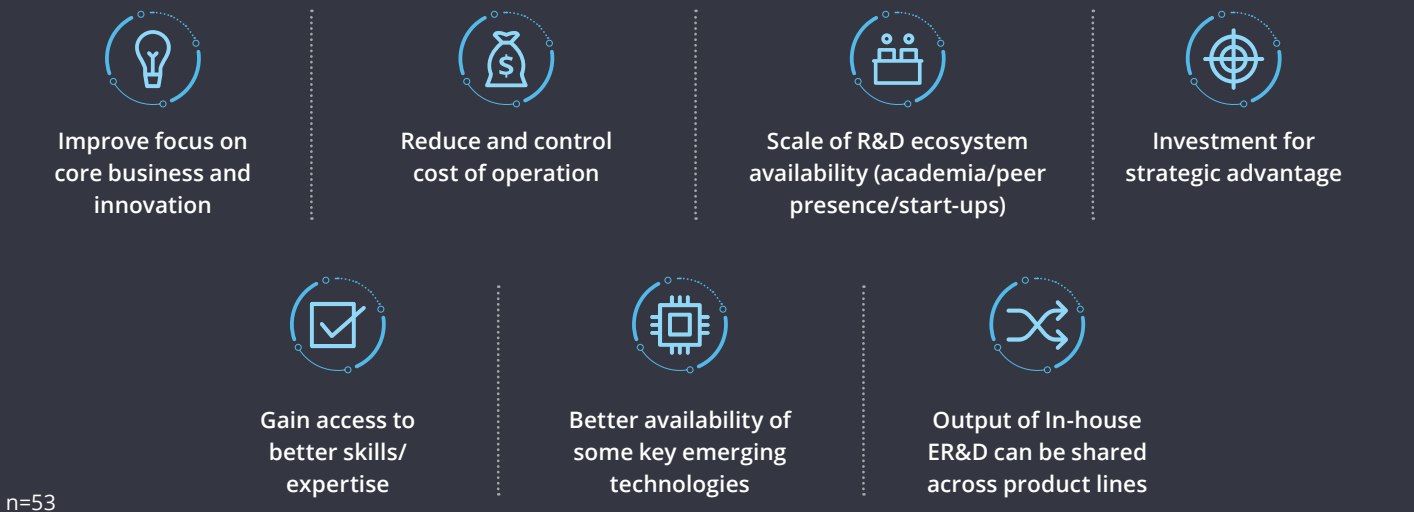 Improve focus on
core business and
innovation
Reduce and control
cost of operation
Scale of R&D ecosystem
availability (academia/peer
presence/start-ups)
Investment for
strategic advantage
Gain access to
better skills/
expertise
Better availability of
some key emerging
technologies
Output of In-house
ER&D can be shared
across product lines
n=53